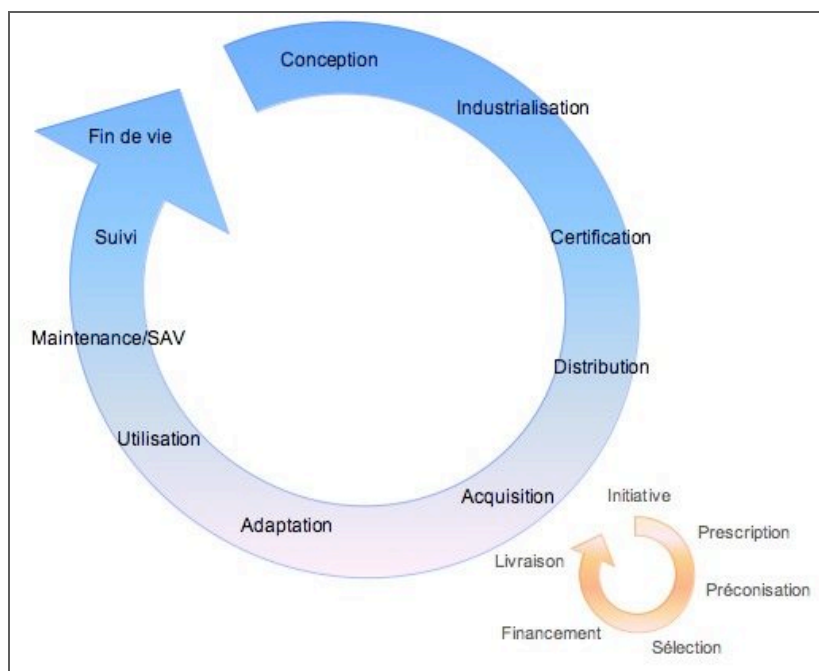 Conception
Industrialisation
Certification
Distribution
Acquisition
Adaptation
Utilisation
Maintenance/SAV
Suivi
Fin de vie
Initiative
Prescription
Préconisation
Sélection
Financement
Livraison